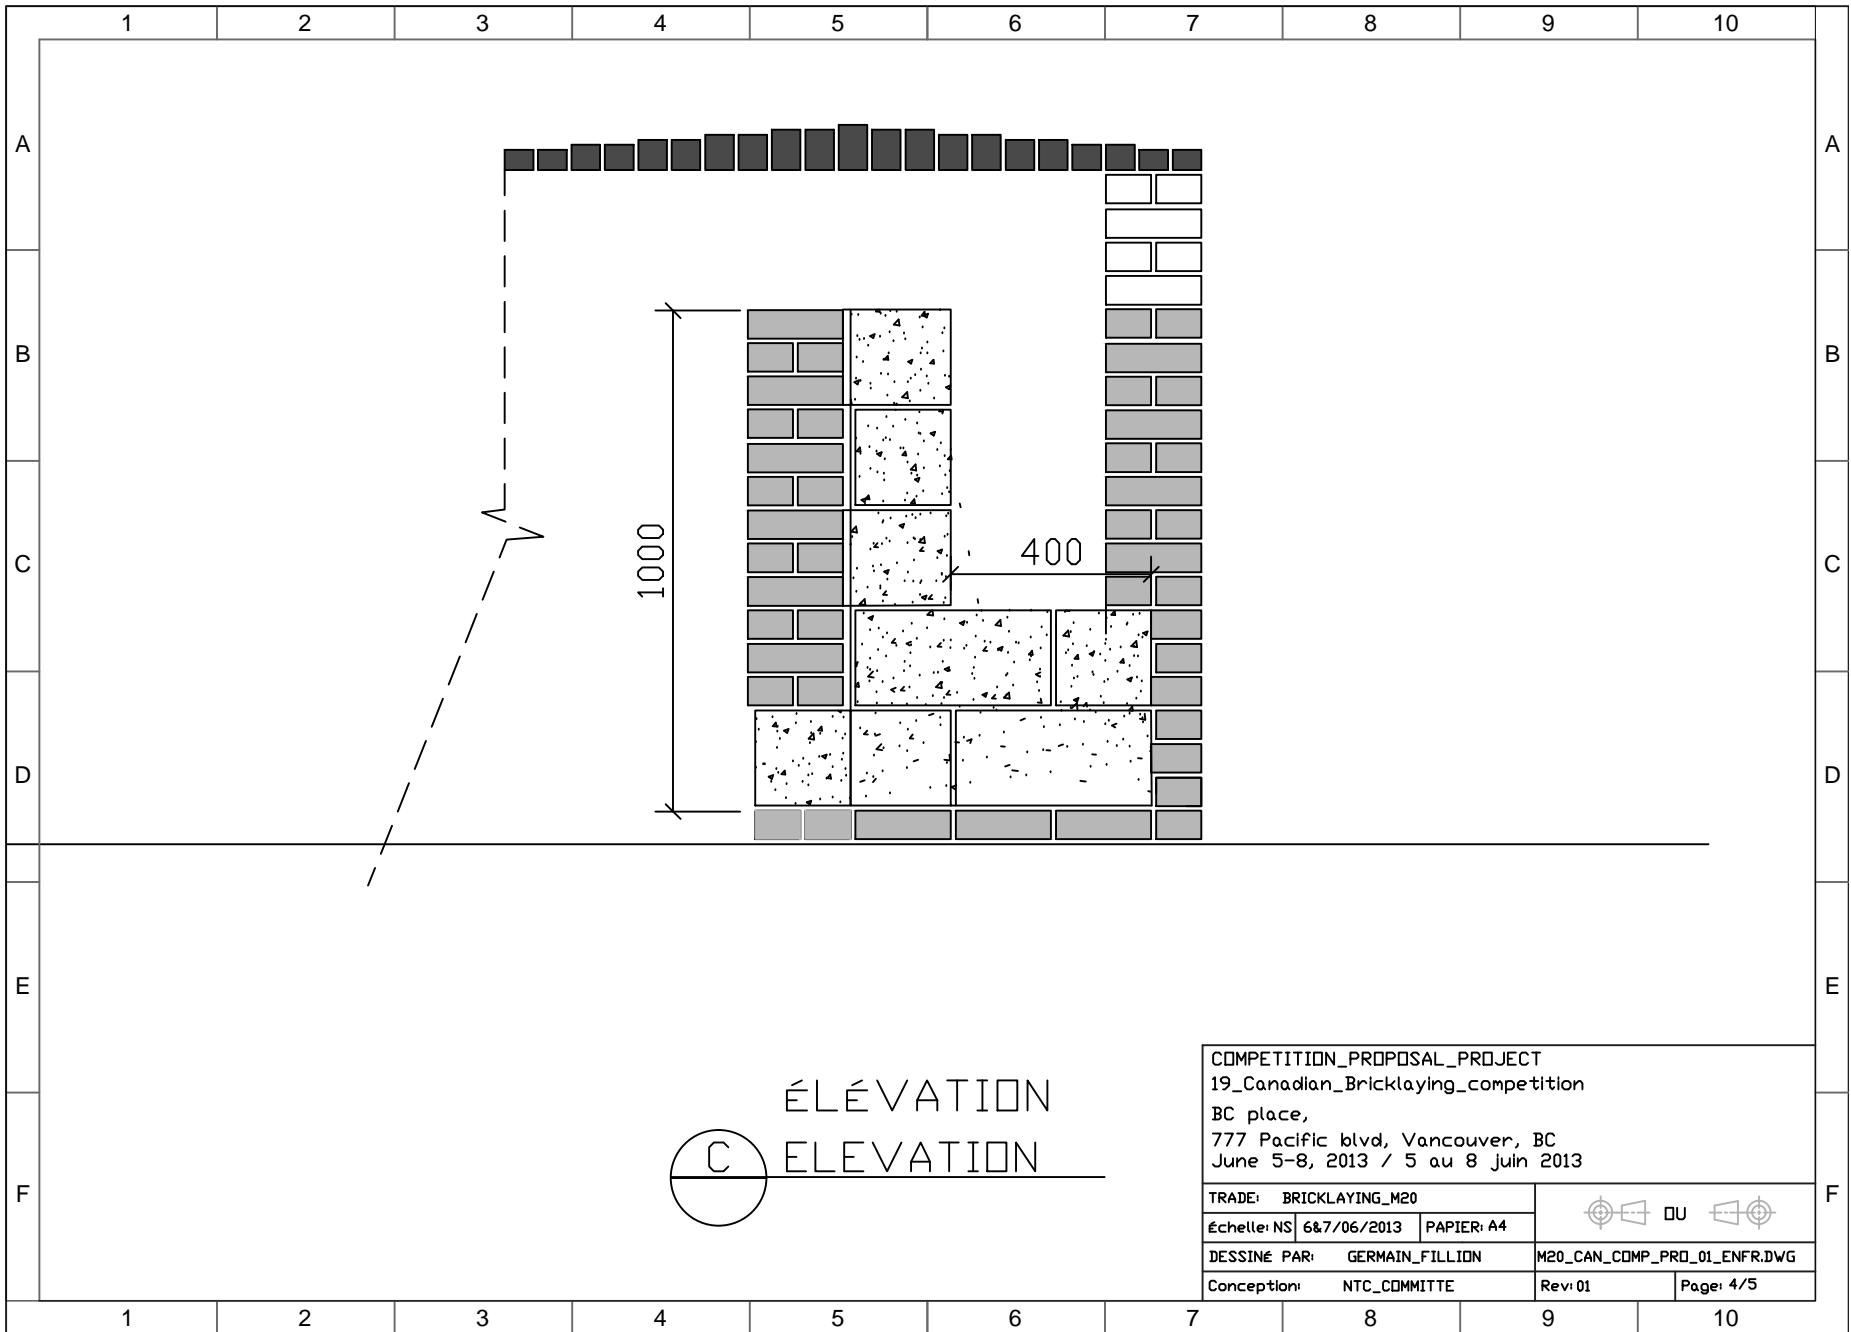 1 2 3 4 5 6 7 8 9 10
A A
B B
1000
400
C C
D D
E E
ÉLÉVATION
C ELEVATION
F F
COMPETITION_PROPOSAL_PROJECT
19_Canadian_Bricklaying_competition
BC place,
777 Pacific blvd, Vancouver, BC
June 5-8, 2013 / 5 au 8 juin 2013
TRADE: BRICKLAYING_M20
OU
échelle: NS 6&7/06/2013 PAPIER: A4
DESSINÉ PAR: GERMAIN_FILLION M20_CAN_COMP_PRO_01_ENFR.DWG
Conception: NTC_COMMITTE Rev: 01 Page: 4/5
1 2 3 4 5 6 7 8 9 10